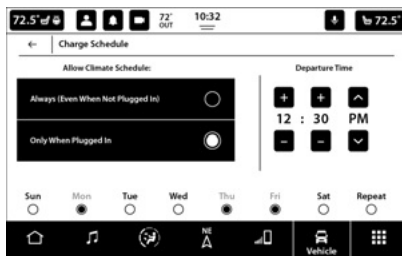 72.5° 72° OUT 10:32 72.5°
← Charge Schedule
Allow Climate Schedule: Departure Time
Always (Even When Not Plugged In)
+ + 
12 : 30 PM
Only When Plugged In
- -
Sun Mon Tue Wed Thu Fri Sat Repeat
NE
Vehicle